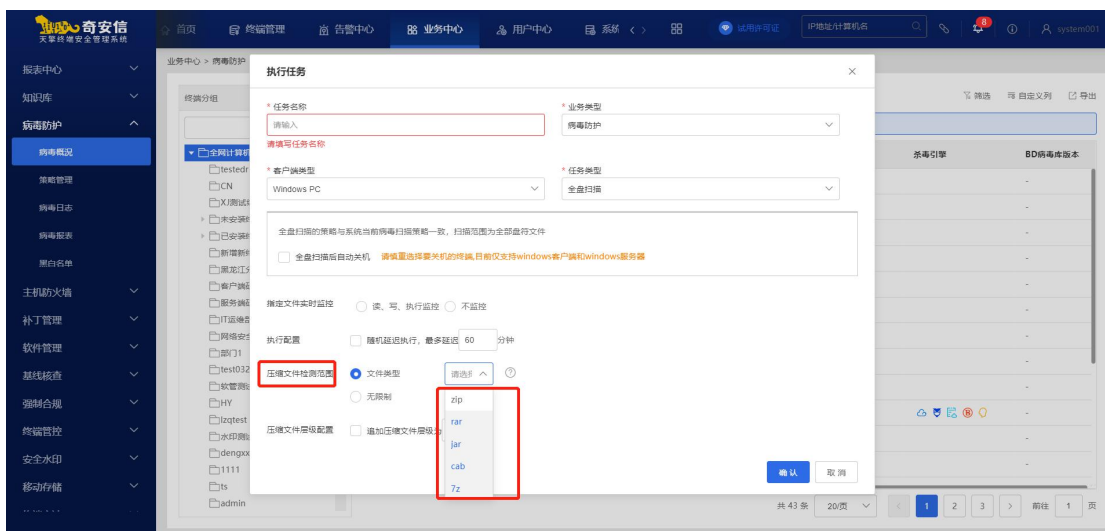 奇安信
天擎终端安全管理系统
首页
终端管理
告警中心
业务中心
用户中心
系统
试用许可证
IP地址/计算机名
8
system001
报表中心
知识库
病毒防护
病毒概况
策略管理
病毒日志
病毒报表
黑白名单
主机防火墙
补丁管理
软件管理
基线核查
强制合规
终端管控
安全水印
移动存储
业务中心 > 病毒防护
终端分组
全网计算机
testedr
CN
XJ测试
未安装
已安装
新增新
黑龙江
客户端
服务端
IT运维
网络安全
部门1
test032
软管测
HY
lzqtest
水印测
dengxx
1111
ts
admin
筛选
自定义列
导出
杀毒引擎
BD病毒库版本
-
-
-
-
-
-
-
-
-
-
执行任务
* 任务名称
请输入
请填写任务名称
* 业务类型
病毒防护
* 客户端类型
Windows PC
* 任务类型
全盘扫描
全盘扫描的策略与系统当前病毒扫描策略一致，扫描范围为全部盘符文件
全盘扫描后自动关机 请慎重选择要关机的终端,目前仅支持windows客户端和windows服务器
指定文件实时监控 读、写、执行监控 不监控
执行配置 随机延迟执行，最多延迟 60 分钟
压缩文件检测范围 文件类型 请选择
无限制
zip
rar
jar
cab
7z
压缩文件层级配置 追加压缩文件层级为
确认
取消
共 43 条
20/页
1
2
3
前往 1 页